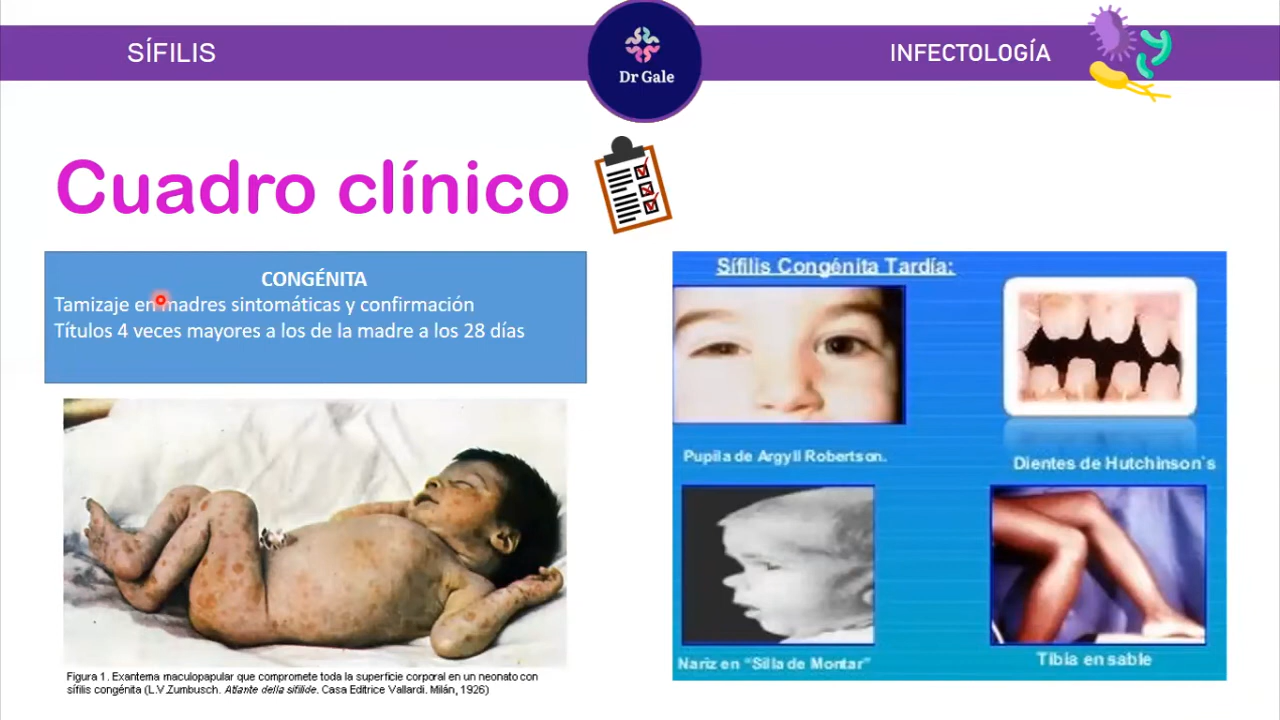 SÍFILIS
Dr Gale
INFECTOLOGÍA
Cuadro clínico
CONGÉNITA
Tamizaje en madres sintomáticas y confirmación
Títulos 4 veces mayores a los de la madre a los 28 días
Figura 1. Exantema maculopapular que compromete toda la superficie corporal en un neonato con
sífilis congénita (L.V.Zumbusch. Atlante della sifilide. Casa Editrice Vallardi. Milán, 1926)
Sífilis Congénita Tardía:
Pupila de Argyll Robertson.
Dientes de Hutchinson`s
Nariz en “Silla de Montar”
Tibia en sable